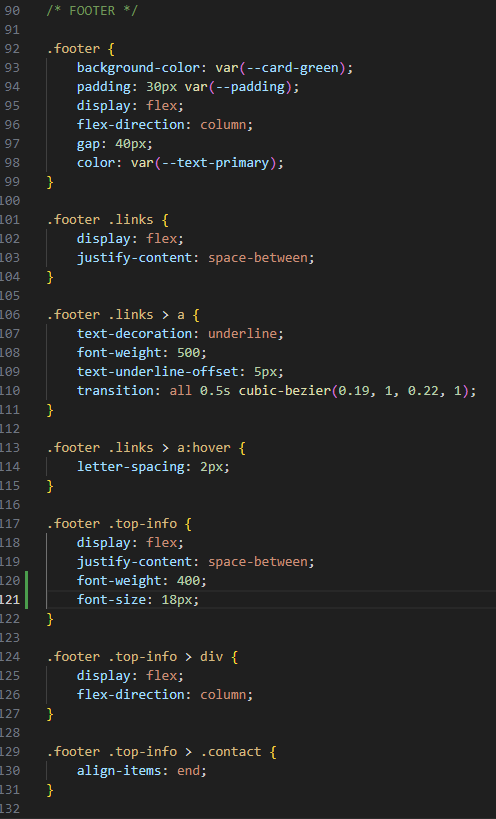 90 /* FOOTER */
91
92 .footer {
93 background-color: var(--card-green);
94 padding: 30px var(--padding);
95 display: flex;
96 flex-direction: column;
97 gap: 40px;
98 color: var(--text-primary);
99 }
100
101 .footer .links {
102 display: flex;
103 justify-content: space-between;
104 }
105
106 .footer .links > a {
107 text-decoration: underline;
108 font-weight: 500;
109 text-underline-offset: 5px;
110 transition: all 0.5s cubic-bezier(0.19, 1, 0.22, 1);
111 }
112
113 .footer .links > a:hover {
114 letter-spacing: 2px;
115 }
116
117 .footer .top-info {
118 display: flex;
119 justify-content: space-between;
120 font-weight: 400;
121 font-size: 18px;
122 }
123
124 .footer .top-info > div {
125 display: flex;
126 flex-direction: column;
127 }
128
129 .footer .top-info > .contact {
130 align-items: end;
131 }
132